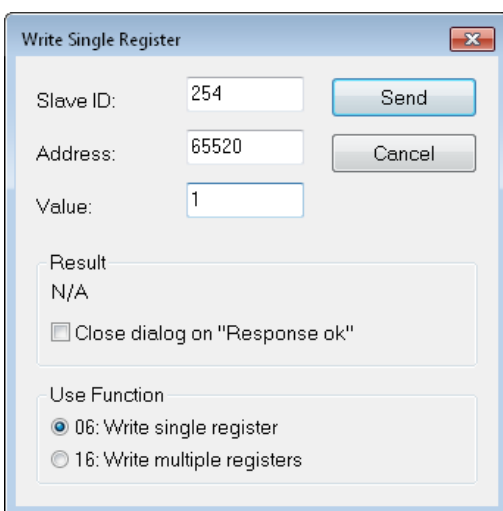 Write Single Register
Slave ID: 254 Send
Address: 65520 Cancel
Value: 1
Result
N/A
Close dialog on "Response ok"
Use Function
06: Write single register
16: Write multiple registers